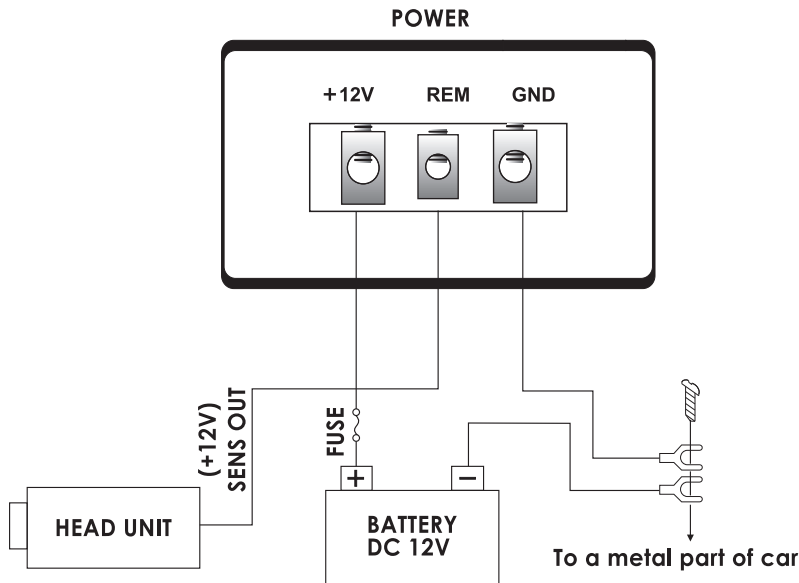 POWER
+12V REM GND
(+12V)
SENS OUT
FUSE
+ −
HEAD UNIT
BATTERY
DC 12V
To a metal part of car